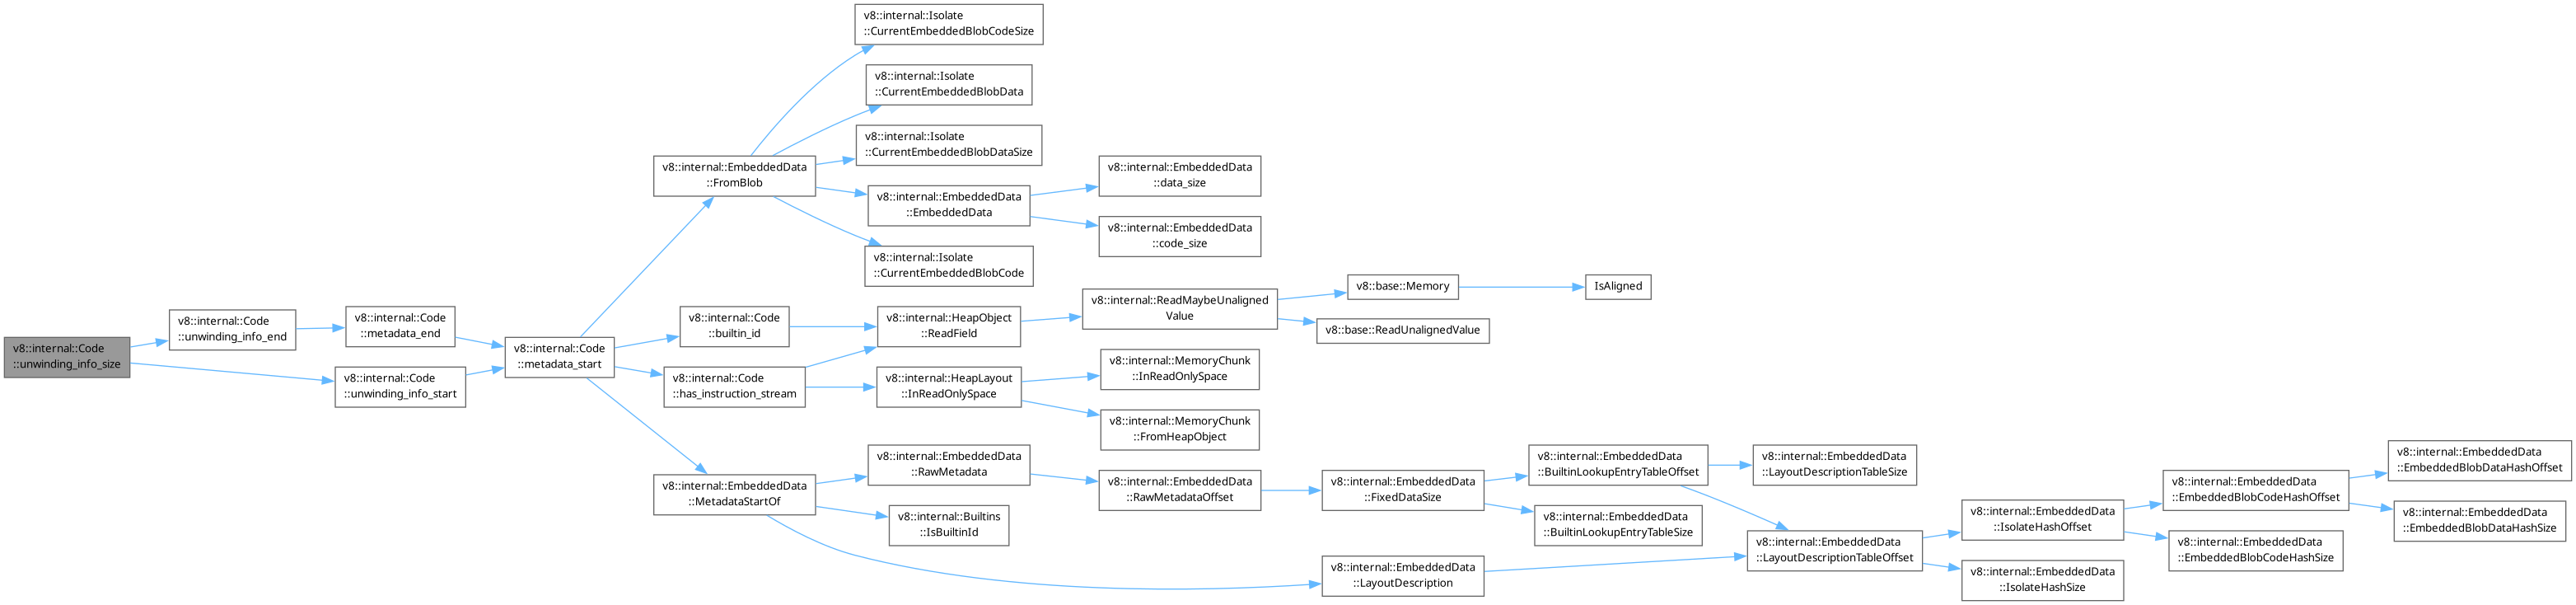 v8::internal::Code
::unwinding_info_size
v8::internal::Code
::unwinding_info_end
v8::internal::Code
::metadata_end
v8::internal::Code
::unwinding_info_start
v8::internal::Code
::metadata_start
v8::internal::EmbeddedData
::FromBlob
v8::internal::Isolate
::CurrentEmbeddedBlobCodeSize
v8::internal::Isolate
::CurrentEmbeddedBlobData
v8::internal::Isolate
::CurrentEmbeddedBlobDataSize
v8::internal::EmbeddedData
::EmbeddedData
v8::internal::EmbeddedData
::data_size
v8::internal::EmbeddedData
::code_size
v8::internal::Isolate
::CurrentEmbeddedBlobCode
v8::internal::Code
::builtin_id
v8::internal::HeapObject
::ReadField
v8::internal::ReadMaybeUnaligned
Value
v8::base::Memory
IsAligned
v8::base::ReadUnalignedValue
v8::internal::Code
::has_instruction_stream
v8::internal::HeapLayout
::InReadOnlySpace
v8::internal::MemoryChunk
::InReadOnlySpace
v8::internal::MemoryChunk
::FromHeapObject
v8::internal::EmbeddedData
::MetadataStartOf
v8::internal::EmbeddedData
::RawMetadata
v8::internal::EmbeddedData
::RawMetadataOffset
v8::internal::EmbeddedData
::FixedDataSize
v8::internal::EmbeddedData
::BuiltinLookupEntryTableOffset
v8::internal::EmbeddedData
::LayoutDescriptionTableSize
v8::internal::Builtins
::IsBuiltinId
v8::internal::EmbeddedData
::BuiltinLookupEntryTableSize
v8::internal::EmbeddedData
::LayoutDescription
v8::internal::EmbeddedData
::LayoutDescriptionTableOffset
v8::internal::EmbeddedData
::IsolateHashOffset
v8::internal::EmbeddedData
::IsolateHashSize
v8::internal::EmbeddedData
::EmbeddedBlobCodeHashOffset
v8::internal::EmbeddedData
::EmbeddedBlobCodeHashSize
v8::internal::EmbeddedData
::EmbeddedBlobDataHashOffset
v8::internal::EmbeddedData
::EmbeddedBlobDataHashSize